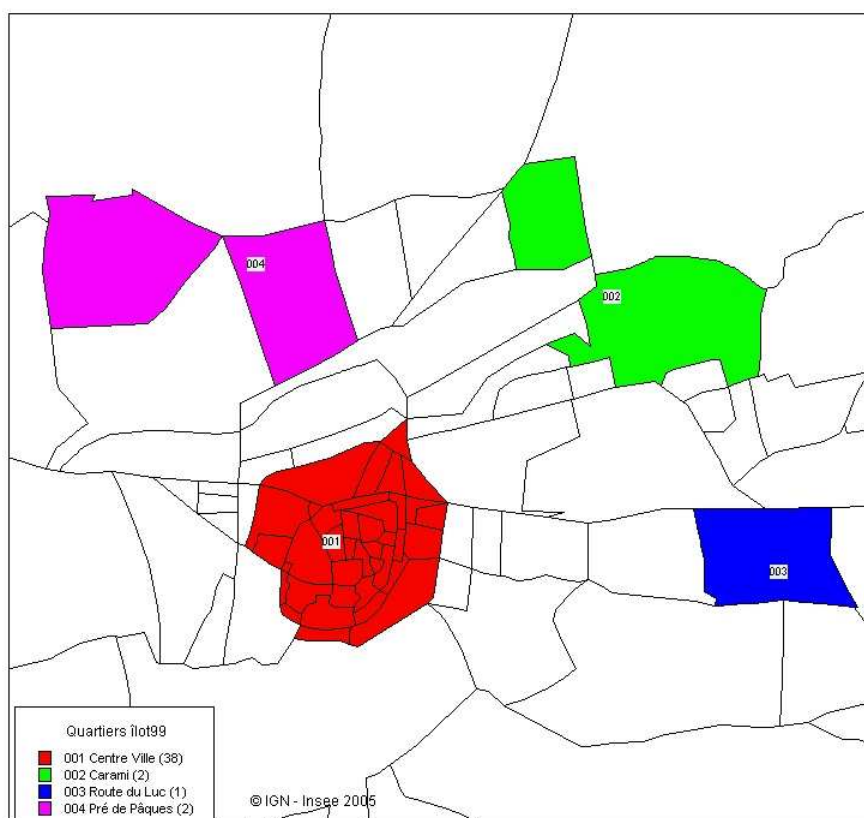 004
002
001
003
Quartiers îlot99
001 Centre Ville (38)
002 Carami (2)
003 Route du Luc (1)
004 Pré de Pâques (2)
© IGN - Insee 2005